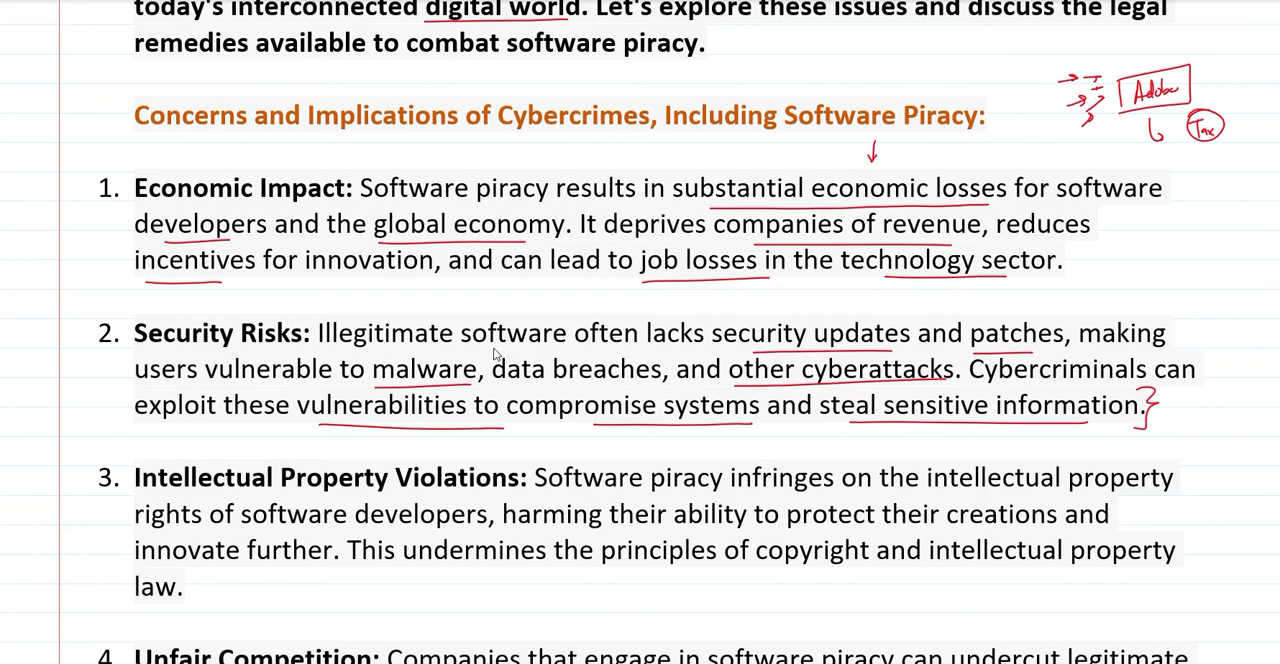 today's interconnected digital world. Let's explore these issues and discuss the legal
remedies available to combat software piracy.
Adobe
Tax
Concerns and Implications of Cybercrimes, Including Software Piracy:
1. Economic Impact: Software piracy results in substantial economic losses for software
developers and the global economy. It deprives companies of revenue, reduces
incentives for innovation, and can lead to job losses in the technology sector.
2. Security Risks: Illegitimate software often lacks security updates and patches, making
users vulnerable to malware, data breaches, and other cyberattacks. Cybercriminals can
exploit these vulnerabilities to compromise systems and steal sensitive information.
3. Intellectual Property Violations: Software piracy infringes on the intellectual property
rights of software developers, harming their ability to protect their creations and
innovate further. This undermines the principles of copyright and intellectual property
law.
4. Unfair Competition: Companies that engage in software piracy can undercut legitimate